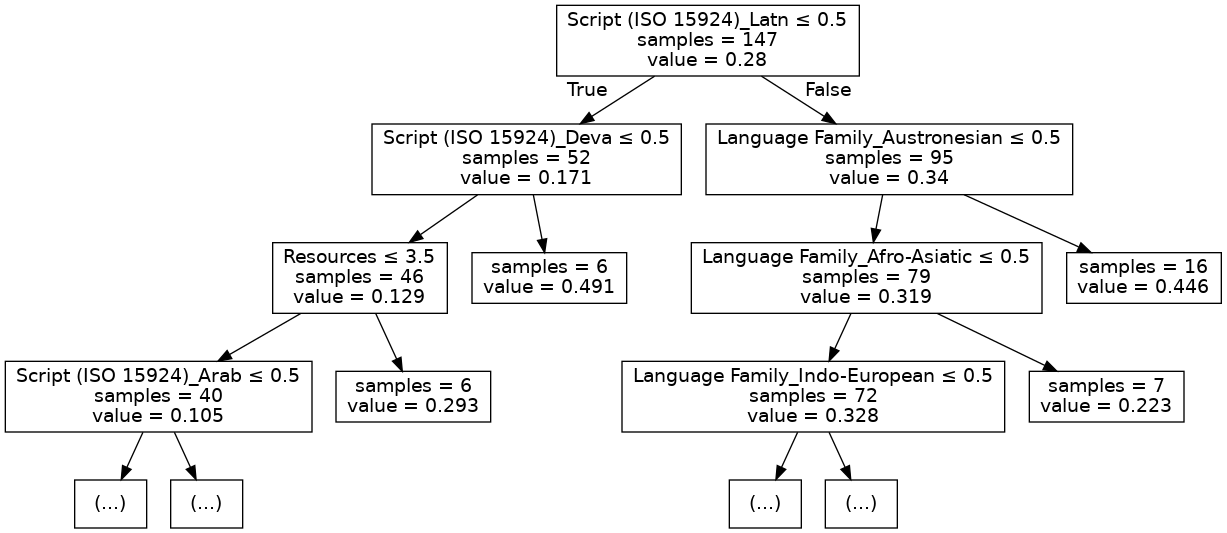 Script (ISO 15924)_Latn ≤ 0.5
samples = 147
value = 0.28
True
False
Script (ISO 15924)_Deva ≤ 0.5
samples = 52
value = 0.171
Language Family_Austronesian ≤ 0.5
samples = 95
value = 0.34
Resources ≤ 3.5
samples = 46
value = 0.129
samples = 6
value = 0.491
Language Family_Afro-Asiatic ≤ 0.5
samples = 79
value = 0.319
samples = 16
value = 0.446
Script (ISO 15924)_Arab ≤ 0.5
samples = 40
value = 0.105
samples = 6
value = 0.293
Language Family_Indo-European ≤ 0.5
samples = 72
value = 0.328
samples = 7
value = 0.223
(...)
(...)
(...)
(...)